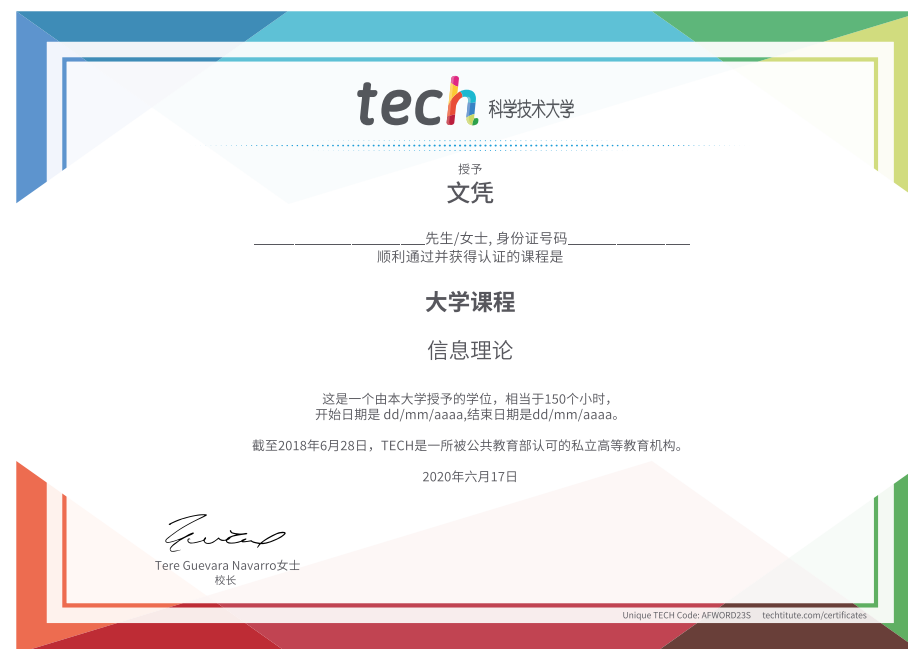 tech 科学技术大学
授予
文凭
先生/女士, 身份证号码
顺利通过并获得认证的课程是
大学课程
信息理论
这是一个由本大学授予的学位，相当于150个小时，
开始日期是 dd/mm/aaaa,结束日期是dd/mm/aaaa。
截至2018年6月28日，TECH是一所被公共教育部认可的私立高等教育机构。
2020年六月17日
Tere Guevara Navarro女士
校长
Unique TECH Code: AFWORD23S techtitute.com/certificates